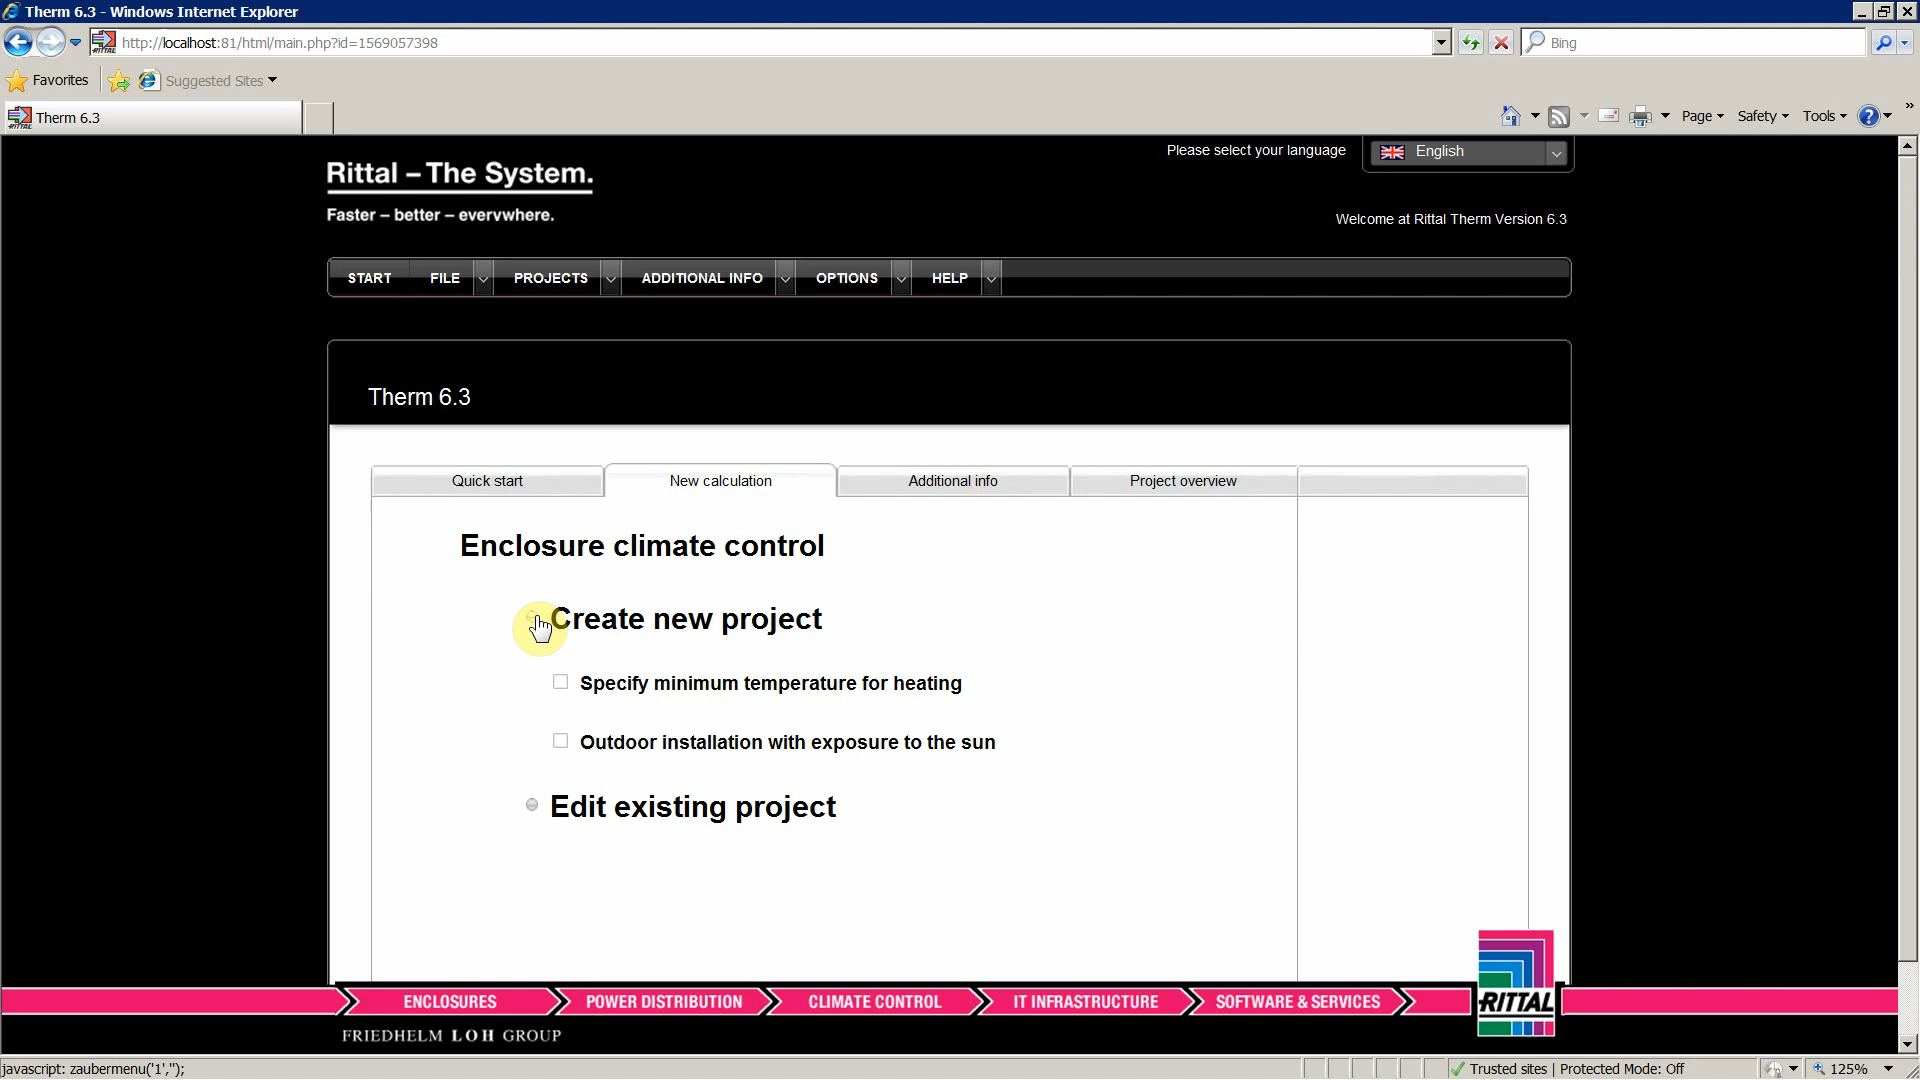 Therm 6.3 - Windows Internet Explorer
http://localhost:81/html/main.php?id=1569057398
Bing
Favorites
Suggested Sites
Therm 6.3
Page
Safety
Tools
»
Please select your language
English
Rittal – The System.
Faster – better – everywhere.
Welcome at Rittal Therm Version 6.3
START
FILE
PROJECTS
ADDITIONAL INFO
OPTIONS
HELP
Therm 6.3
Quick start
New calculation
Additional info
Project overview
Enclosure climate control
Create new project
Specify minimum temperature for heating
Outdoor installation with exposure to the sun
Edit existing project
ENCLOSURES
POWER DISTRIBUTION
CLIMATE CONTROL
IT INFRASTRUCTURE
SOFTWARE & SERVICES
RITTAL
FRIEDHELM LOH GROUP
javascript: zaubermenu('1','');
Trusted sites | Protected Mode: Off
125%